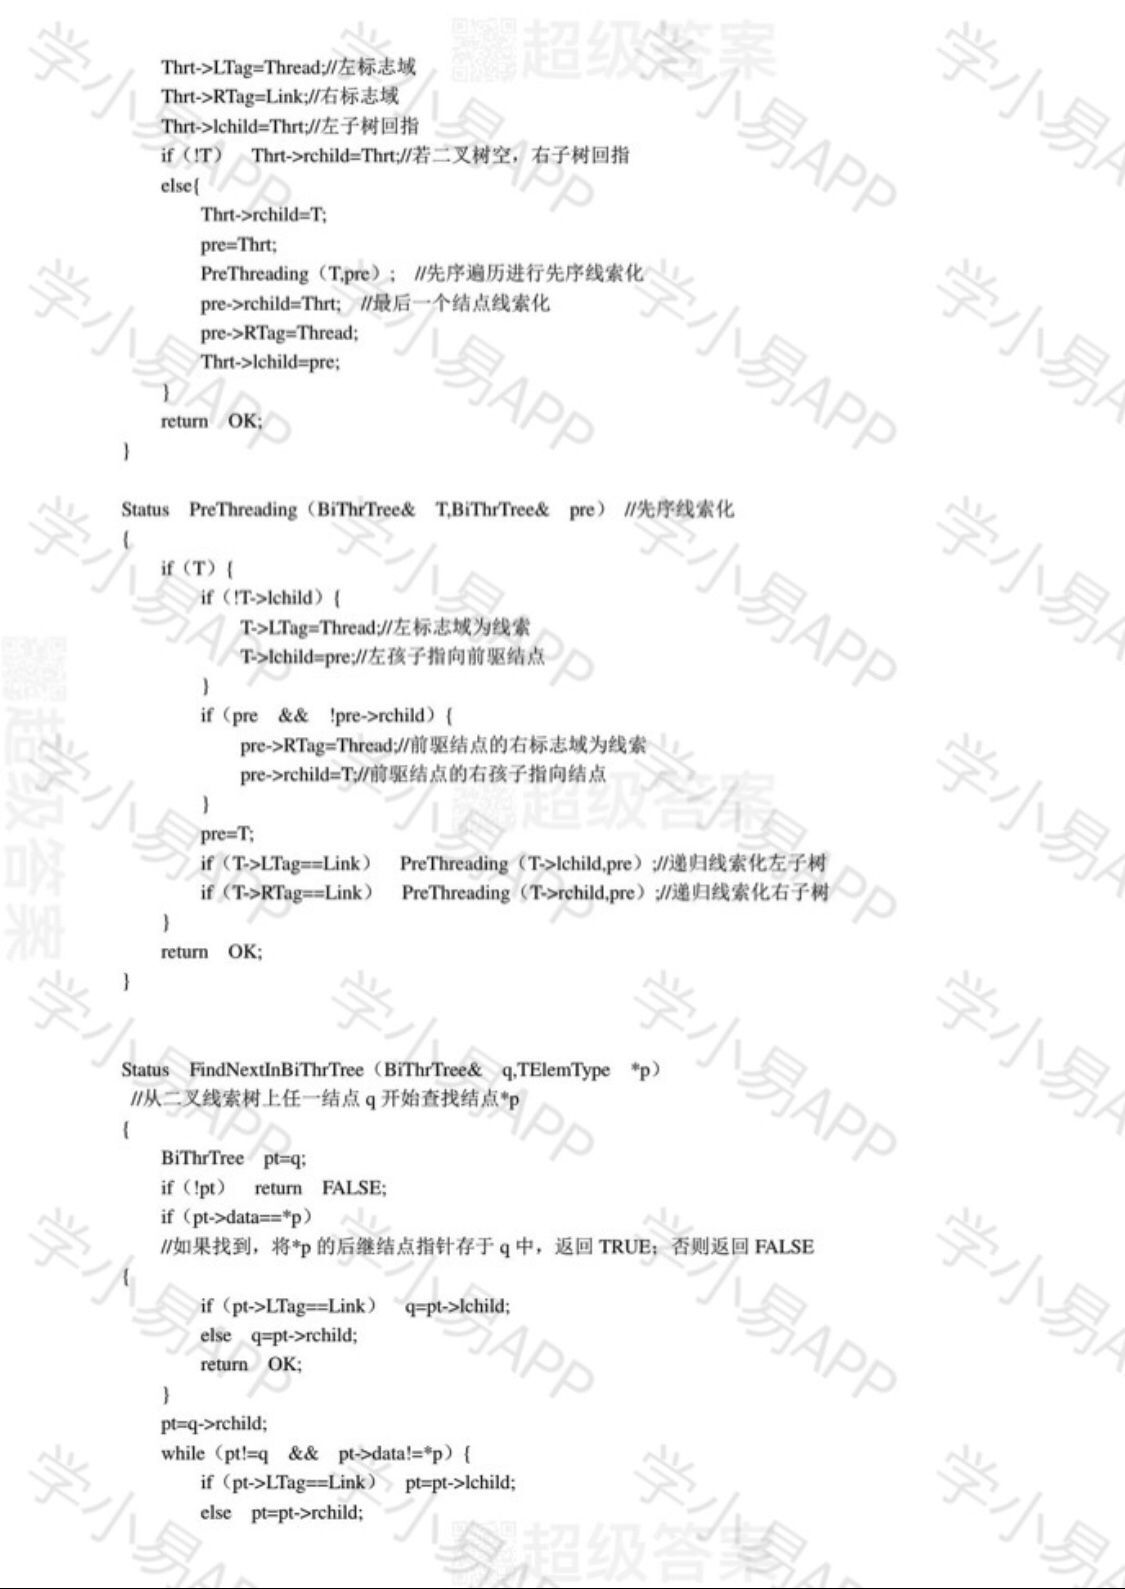 Thrt->LTag=Thread;//左标志域
Thrt->RTag=Link;//右标志域
Thrt->lchild=Thrt;//左子树回指
if（!T） Thrt->rchild=Thrt;//若二叉树空，右子树回指
else{
Thrt->rchild=T;
pre=Thrt;
PreThreading（T,pre）; //先序遍历进行先序线索化
pre->rchild=Thrt; //最后一个结点线索化
pre->RTag=Thread;
Thrt->lchild=pre;
}
return OK;
}
Status PreThreading（BiThrTree& T,BiThrTree& pre） //先序线索化
{
if（T）{
if（!T->lchild）{
T->LTag=Thread;//左标志域为线索
T->lchild=pre;//左孩子指向前驱结点
}
if（pre && !pre->rchild）{
pre->RTag=Thread;//前驱结点的右标志域为线索
pre->rchild=T;//前驱结点的右孩子指向结点
}
pre=T;
if（T->LTag==Link） PreThreading（T->lchild,pre）;//递归线索化左子树
if（T->RTag==Link） PreThreading（T->rchild,pre）;//递归线索化右子树
}
return OK;
}
Status FindNextInBiThrTree（BiThrTree& q,TElemType *p）
//从二叉线索树上任一结点 q 开始查找结点*p
{
BiThrTree pt=q;
if（!pt） return FALSE;
if（pt->data==*p）
//如果找到，将*p 的后继结点指针存于 q 中，返回 TRUE；否则返回 FALSE
{
if（pt->LTag==Link） q=pt->lchild;
else q=pt->rchild;
return OK;
}
pt=q->rchild;
while（pt!=q && pt->data!=*p）{
if（pt->LTag==Link） pt=pt->lchild;
else pt=pt->rchild;
学小易APP
超级答案